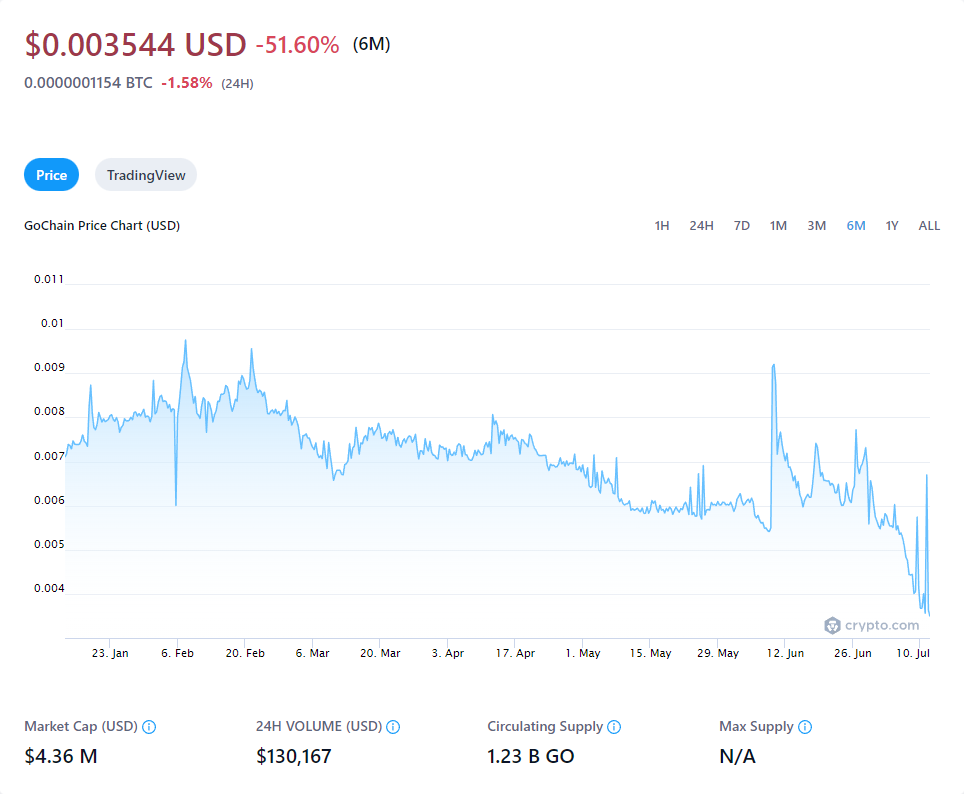 $0.003544 USD -51.60% (6M)
0.0000001154 BTC -1.58% (24H)
Price TradingView
GoChain Price Chart (USD) 1H 24H 7D 1M 3M 6M 1Y ALL
0.011
0.01
0.009
0.008
0.007
0.006
0.005
0.004
crypto.com
23. Jan 6. Feb 20. Feb 6. Mar 20. Mar 3. Apr 17. Apr 1. May 15. May 29. May 12. Jun 26. Jun 10. Jul
Market Cap (USD) 24H VOLUME (USD) Circulating Supply Max Supply
$4.36 M $130,167 1.23 B GO N/A